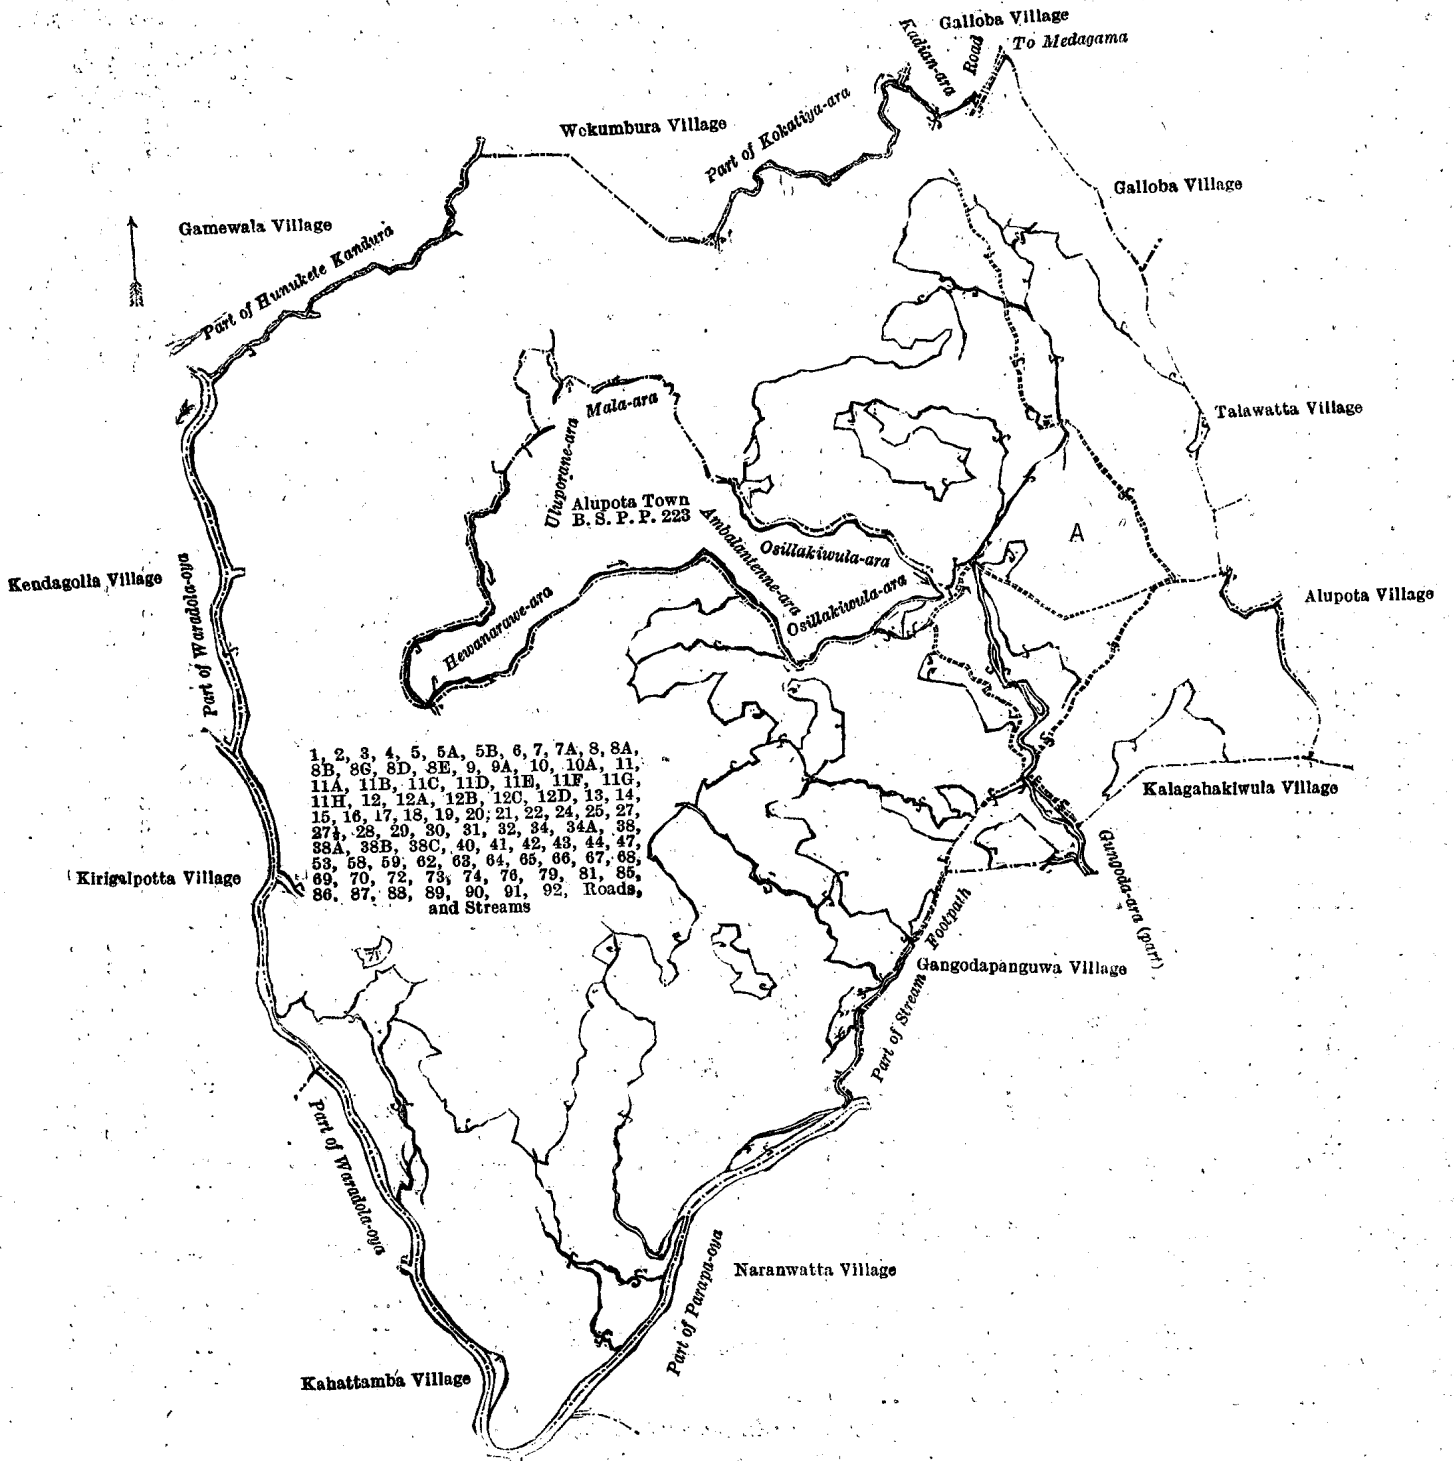 Galloba Village
Kadian-ara
Road
To Medagama
Wekumbura Village
Part of Kokatiya-ara
Galloba Village
Gamewala Village
Part of Hunukete Kandura
Mala-ara
Talawatta Village
Uluporane-ara
Alupota Town
B. S. P. P. 223
Ambalantenne-ara
Osillakiwula-ara
A
Kendagolla Village
Part of Waradola-oya
Hewanarawe-ara
Osillakiwula-ara
Alupota Village
1, 2, 3, 4, 5, 5A, 5B, 6, 7, 7A, 8, 8A,
8B, 8C, 8D, 8E, 9, 9A, 10, 10A, 11,
11A, 11B, 11C, 11D, 11E, 11F, 11G,
11H, 12, 12A, 12B, 12C, 12D, 13, 14,
15, 16, 17, 18, 19, 20, 21, 22, 24, 25, 27,
27½, 28, 29, 30, 31, 32, 34, 34A, 38,
38A, 38B, 38C, 40, 41, 42, 43, 44, 47,
53, 58, 59, 62, 63, 64, 65, 66, 67, 68,
69, 70, 72, 73, 74, 76, 79, 81, 85,
86, 87, 88, 89, 90, 91, 92, Roads,
and Streams
Kalagahakiwula Village
Kirigalpotta Village
Gungoda-ara (part)
Footpath
Gangodapanguwa Village
Part of Stream
Part of Waradola-oya
Naranwatta Village
Part of Parapa-oya
Kahattamba Village